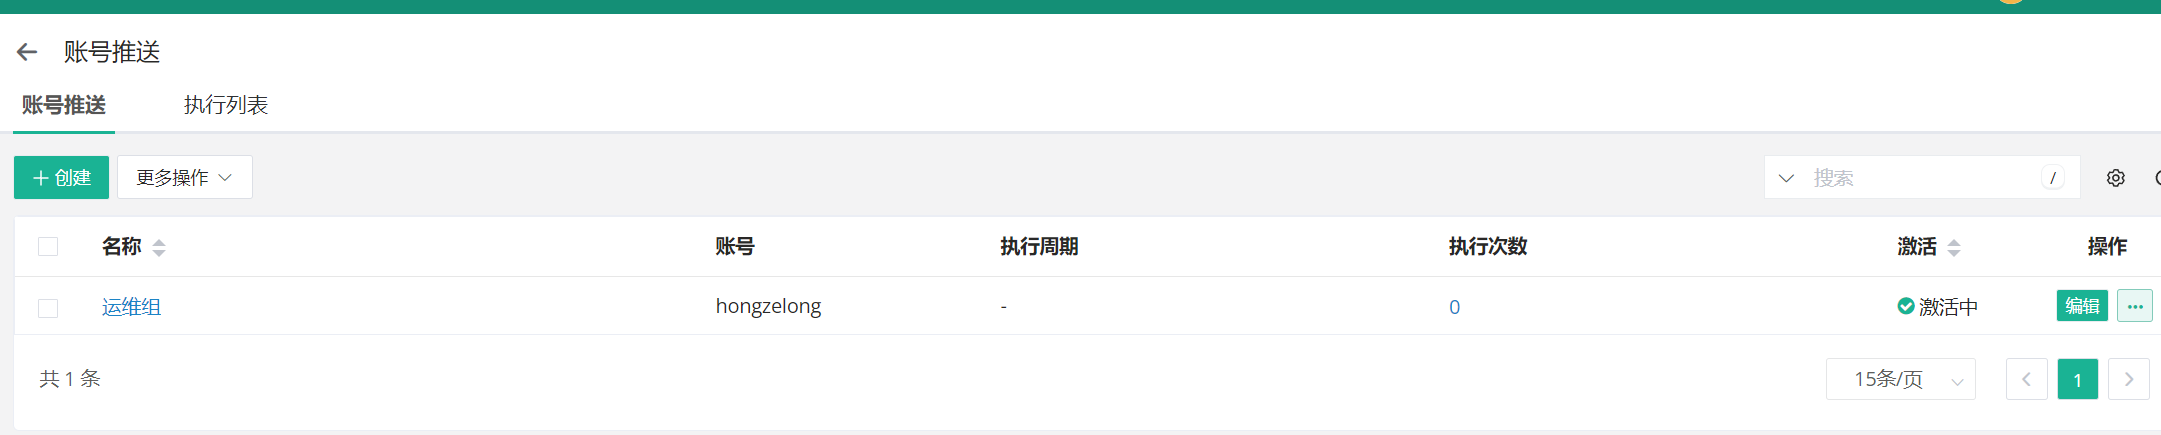 账号推送
账号推送 执行列表
创建 更多操作 搜索 /
名称 账号 执行周期 执行次数 激活 操作
运维组 hongzelong - 0 激活中 编辑 ...
共 1 条 15条/页 1